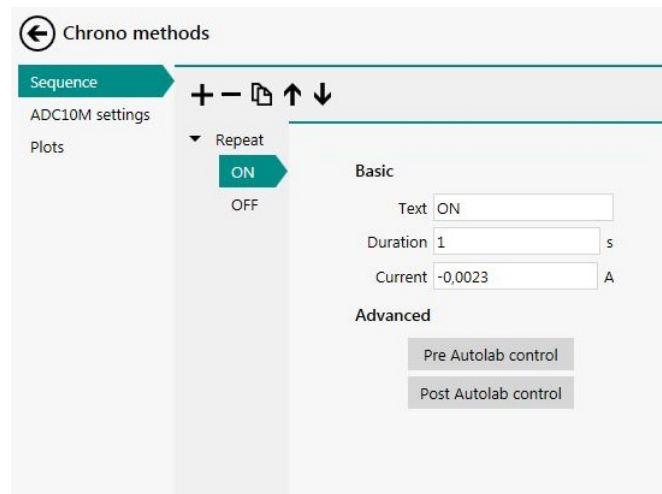 Chrono methods
Sequence
ADC10M settings
Plots
Repeat
ON
OFF
Basic
Text ON
Duration 1 s
Current -0,0023 A
Advanced
Pre Autolab control
Post Autolab control